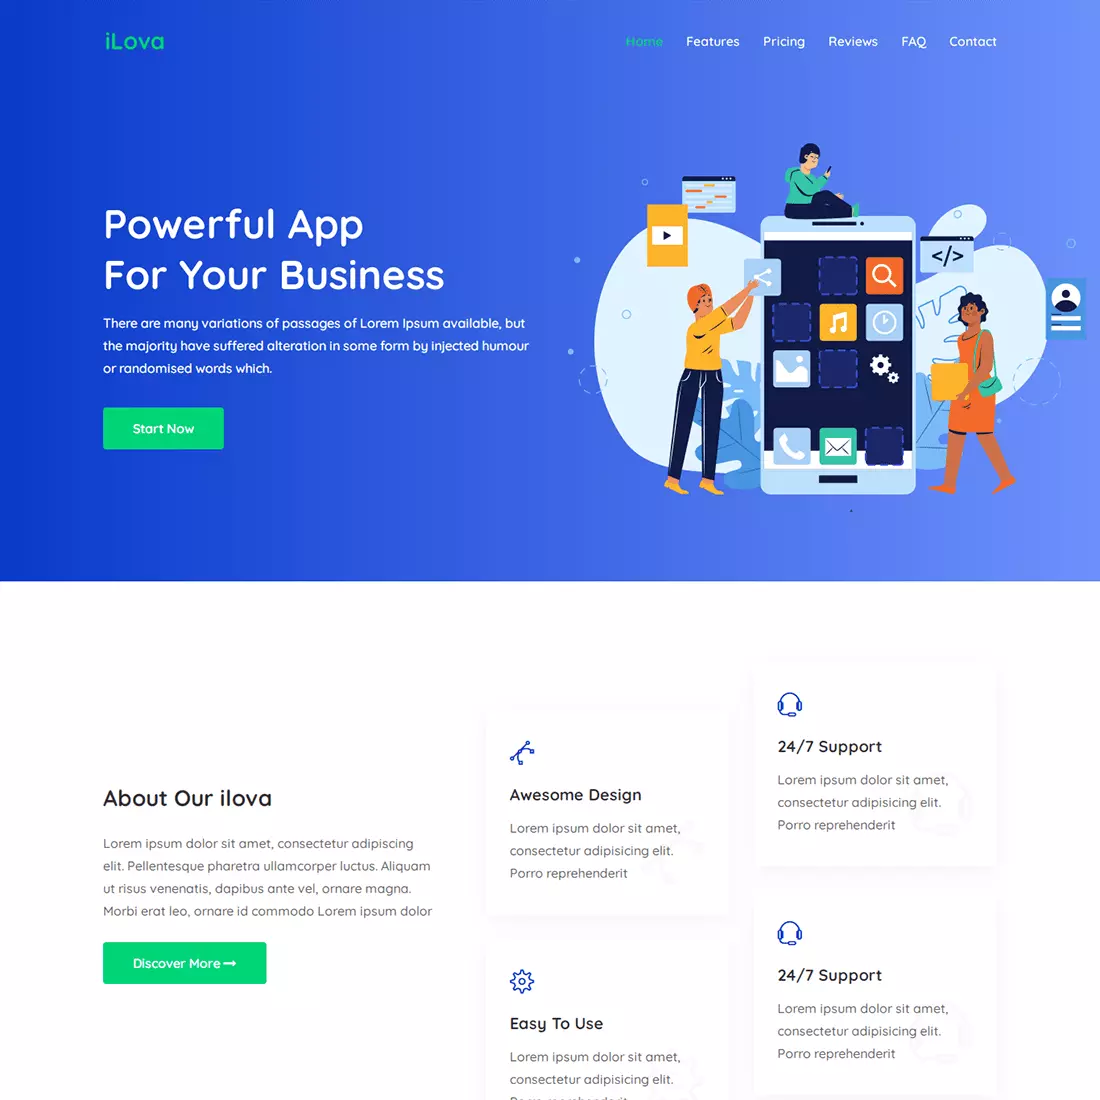 iLova
Home Features Pricing Reviews FAQ Contact
Powerful App
For Your Business
There are many variations of passages of Lorem Ipsum available, but
the majority have suffered alteration in some form by injected humour
or randomised words which.
Start Now
</>
About Our ilova
Lorem ipsum dolor sit amet, consectetur adipiscing
elit. Pellentesque pharetra ullamcorper luctus. Aliquam
ut risus venenatis, dapibus ante vel, ornare magna.
Morbi erat leo, ornare id commodo Lorem ipsum dolor
Discover More
Awesome Design
Lorem ipsum dolor sit amet,
consectetur adipisicing elit.
Porro reprehenderit
Easy To Use
Lorem ipsum dolor sit amet,
consectetur adipisicing elit.
24/7 Support
Lorem ipsum dolor sit amet,
consectetur adipisicing elit.
Porro reprehenderit
24/7 Support
Lorem ipsum dolor sit amet,
consectetur adipisicing elit.
Porro reprehenderit